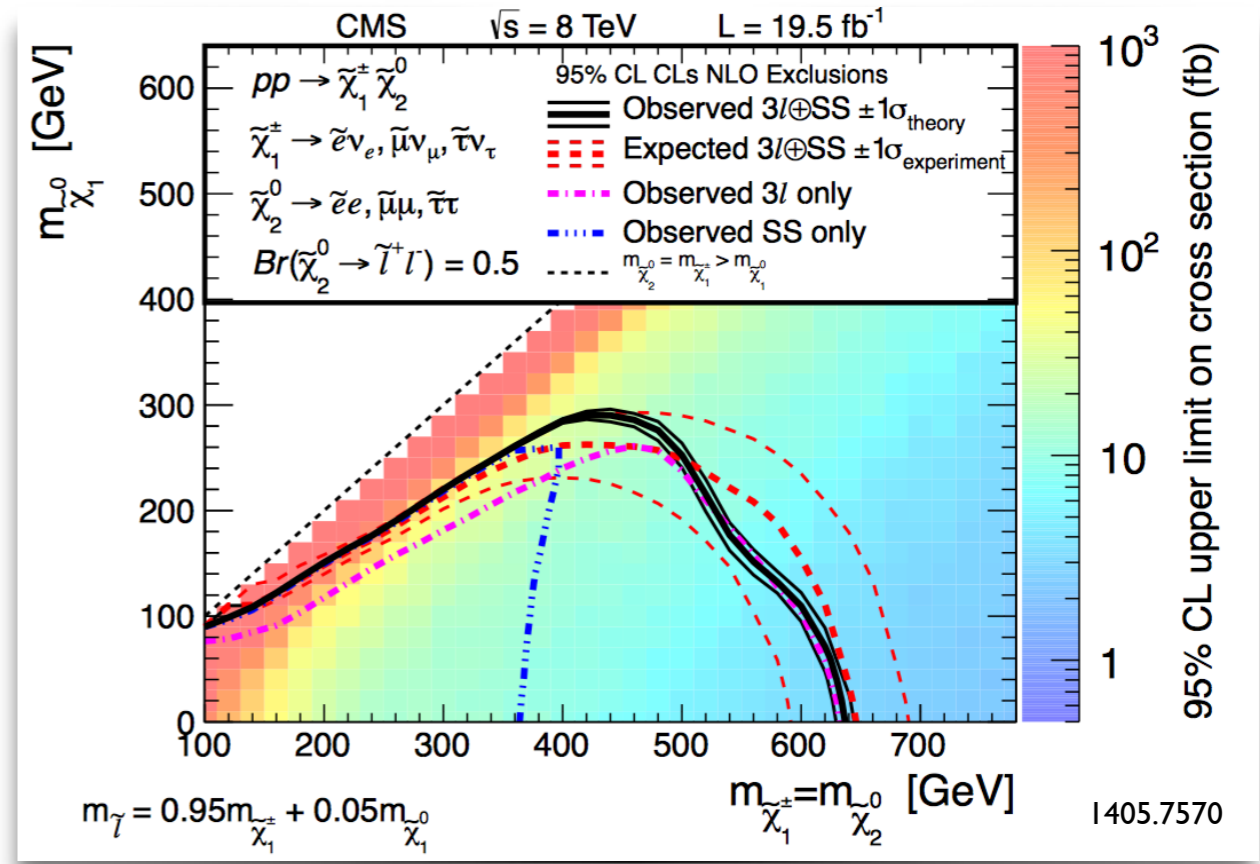 CMS √s = 8 TeV L = 19.5 fb⁻¹
pp → χ̃₁± χ̃₂⁰
χ̃₁± → ẽνₑ, μ̃ν_μ, τ̃ν_τ
χ̃₂⁰ → ẽe, μ̃μ, τ̃τ
Br(χ̃₂⁰ → l̃⁺l⁻) = 0.5
95% CL CLs NLO Exclusions
Observed 3l⊕SS ±1σ_theory
Expected 3l⊕SS ±1σ_experiment
Observed 3l only
Observed SS only
m_χ̃₂⁰ = m_χ̃₁± > m_χ̃₁⁰
m_χ̃₁⁰ [GeV]
600
500
400
300
200
100
0
100 200 300 400 500 600 700
m_χ̃₁±=m_χ̃₂⁰ [GeV]
10³
10²
10
1
95% CL upper limit on cross section (fb)
m_l̃ = 0.95m_χ̃₁± + 0.05m_χ̃₁⁰
1405.7570